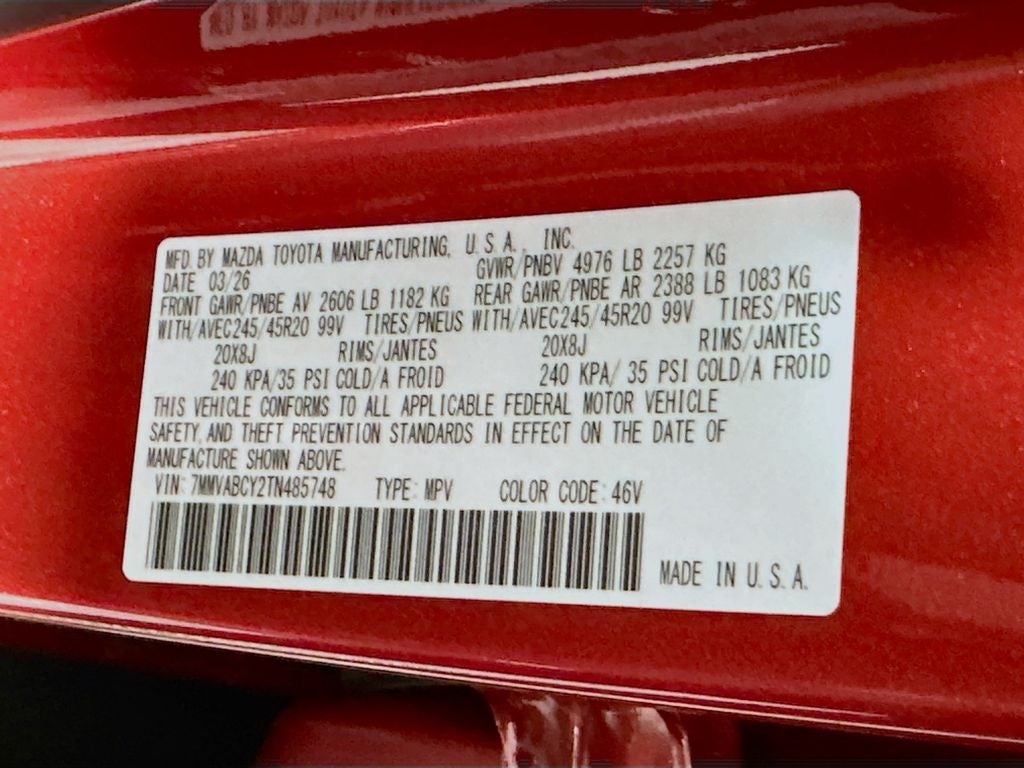 MFD. BY MAZDA TOYOTA MANUFACTURING, U.S.A., INC.
DATE 03/26 GVWR/PNBV 4976 LB 2257 KG
FRONT GAWR/PNBE AV 2606 LB 1182 KG REAR GAWR/PNBE AR 2388 LB 1083 KG
WITH/AVEC245/45R20 99V TIRES/PNEUS WITH/AVEC245/45R20 99V TIRES/PNEUS
20X8J RIMS/JANTES 20X8J RIMS/JANTES
240 KPA/35 PSI COLD/A FROID 240 KPA/ 35 PSI COLD/A FROID
THIS VEHICLE CONFORMS TO ALL APPLICABLE FEDERAL MOTOR VEHICLE
SAFETY, AND THEFT PREVENTION STANDARDS IN EFFECT ON THE DATE OF
MANUFACTURE SHOWN ABOVE.
VIN: 7MMVABCY2TN485748 TYPE: MPV COLOR CODE: 46V
MADE IN U.S.A.